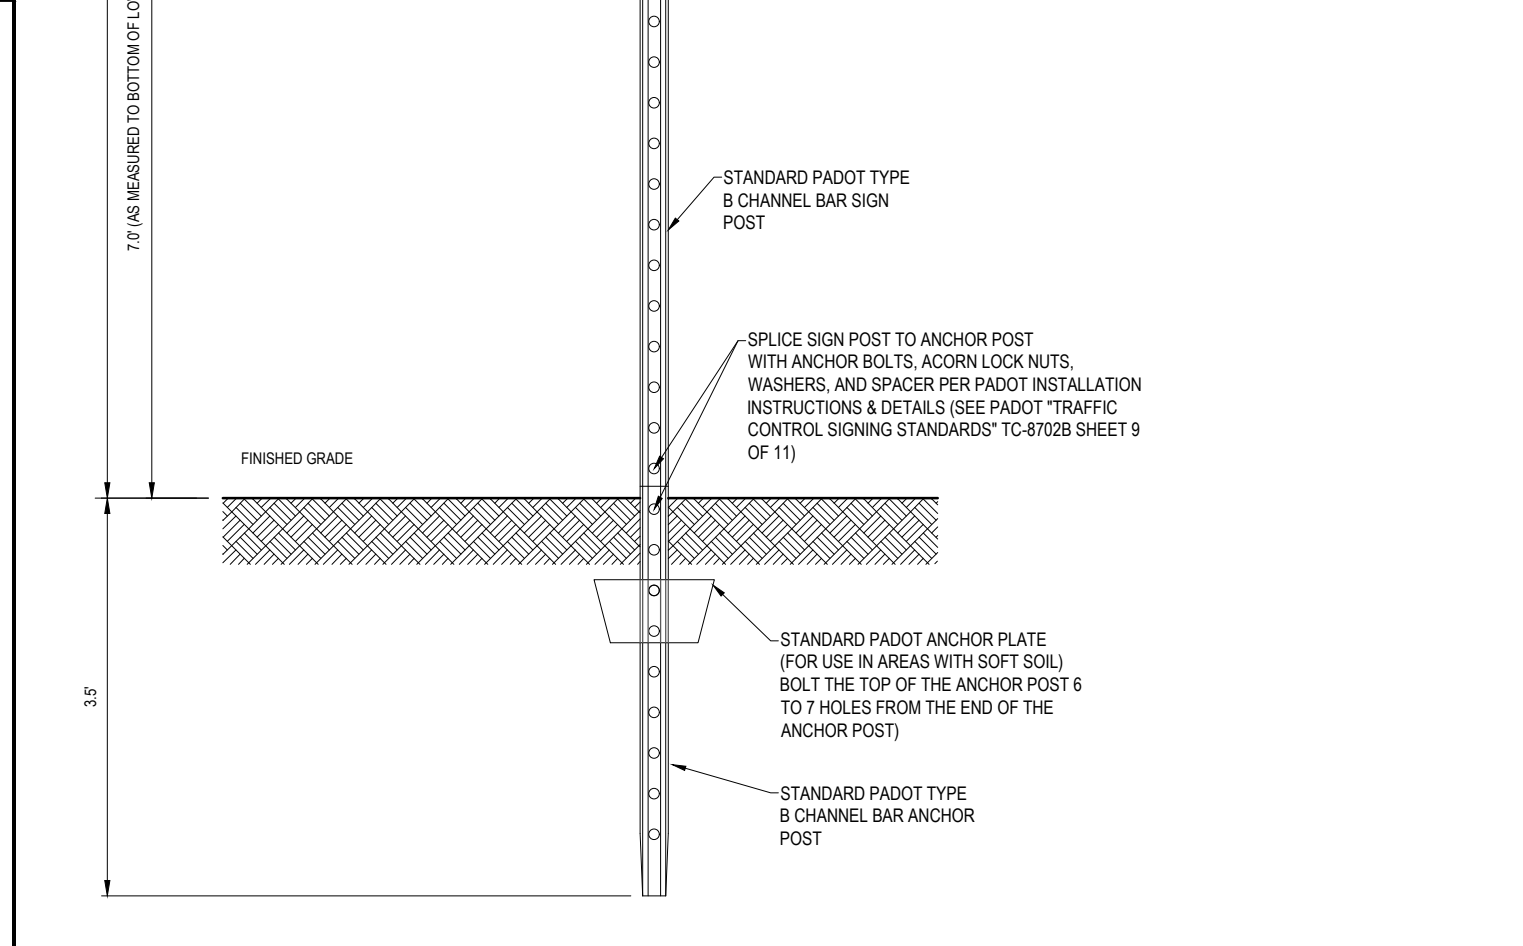 7.0' (AS MEASURED TO BOTTOM OF
STANDARD PADOT TYPE
B CHANNEL BAR SIGN
POST
SPLICE SIGN POST TO ANCHOR POST
WITH ANCHOR BOLTS, ACORN LOCK NUTS,
WASHERS, AND SPACER PER PADOT INSTALLATION
INSTRUCTIONS & DETAILS (SEE PADOT "TRAFFIC
CONTROL SIGNING STANDARDS" TC-8702B SHEET 9
OF 11)
FINISHED GRADE
STANDARD PADOT ANCHOR PLATE
(FOR USE IN AREAS WITH SOFT SOIL)
BOLT THE TOP OF THE ANCHOR POST 6
TO 7 HOLES FROM THE END OF THE
ANCHOR POST)
3.5'
STANDARD PADOT TYPE
B CHANNEL BAR ANCHOR
POST